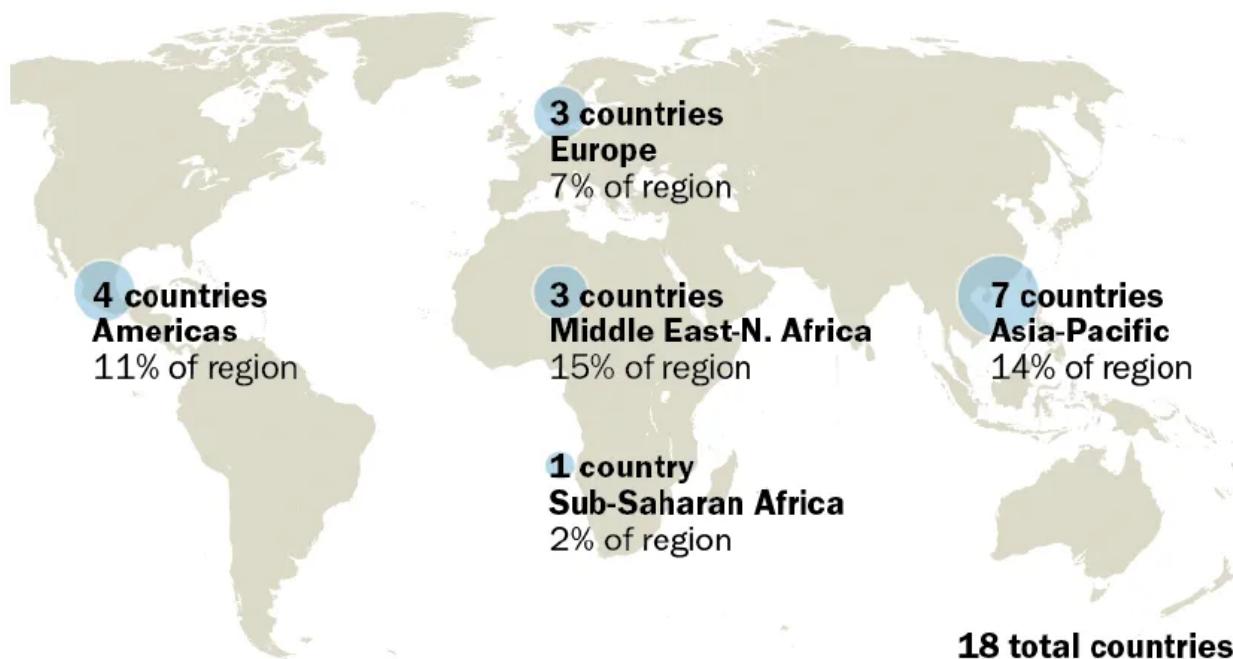 3 countries
Europe
7% of region
4 countries
Americas
11% of region
3 countries
Middle East-N. Africa
15% of region
7 countries
Asia-Pacific
14% of region
1 country
Sub-Saharan Africa
2% of region
18 total countries